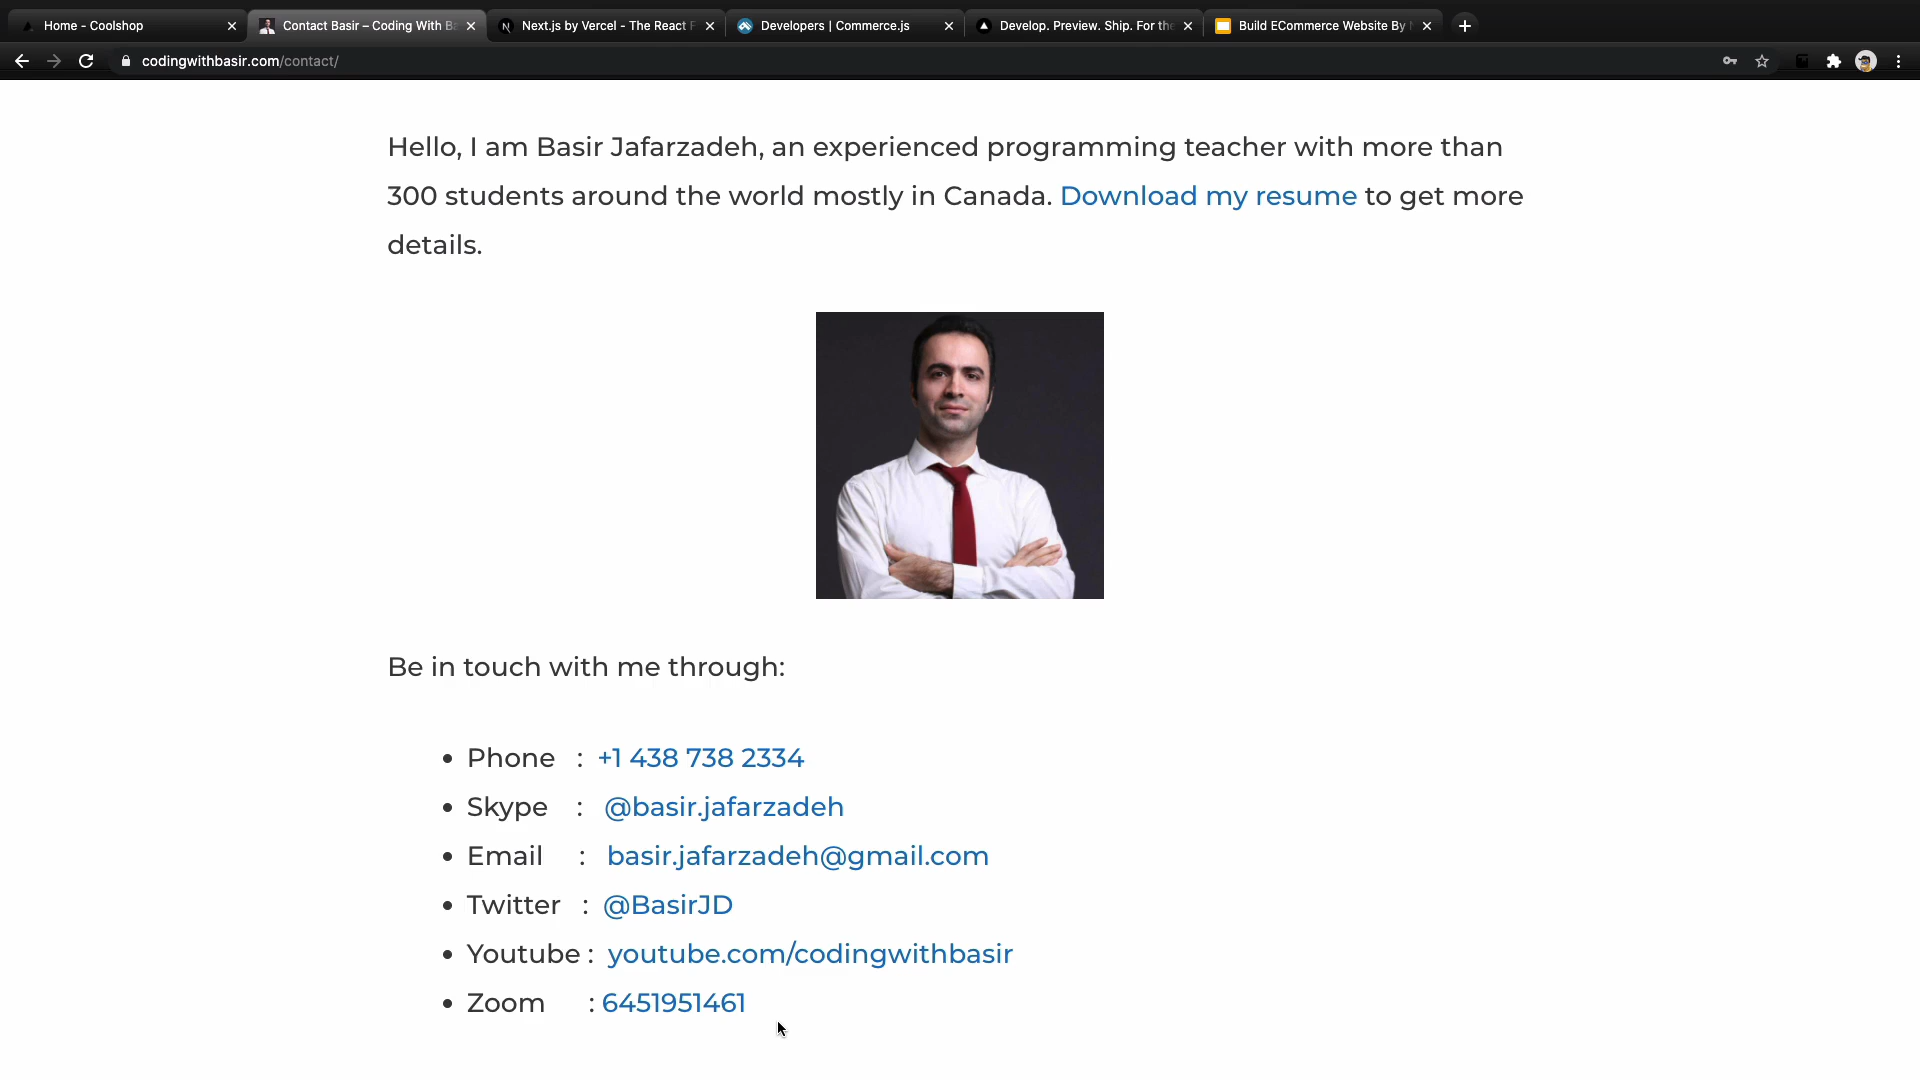 Home - Coolshop
Contact Basir – Coding With B
Next.js by Vercel - The React F
Developers | Commerce.js
Develop. Preview. Ship. For the
Build ECommerce Website By
codingwithbasir.com/contact/
Hello, I am Basir Jafarzadeh, an experienced programming teacher with more than
300 students around the world mostly in Canada. Download my resume to get more
details.
Be in touch with me through:
• Phone : +1 438 738 2334
• Skype : @basir.jafarzadeh
• Email : basir.jafarzadeh@gmail.com
• Twitter : @BasirJD
• Youtube : youtube.com/codingwithbasir
• Zoom : 6451951461